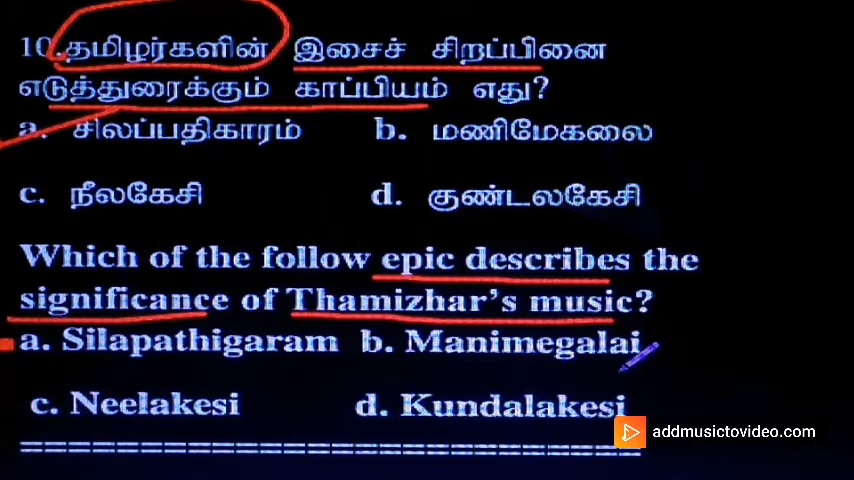 10.தமிழர்களின் இசைச் சிறப்பினை
எடுத்துரைக்கும் காப்பியம் எது?
a. சிலப்பதிகாரம் b. மணிமேகலை
c. நீலகேசி d. குண்டலகேசி
Which of the follow epic describes the
significance of Thamizhar's music?
a. Silapathigaram b. Manimegalai
c. Neelakesi d. Kundalakesi
==================================
addmusictovideo.com